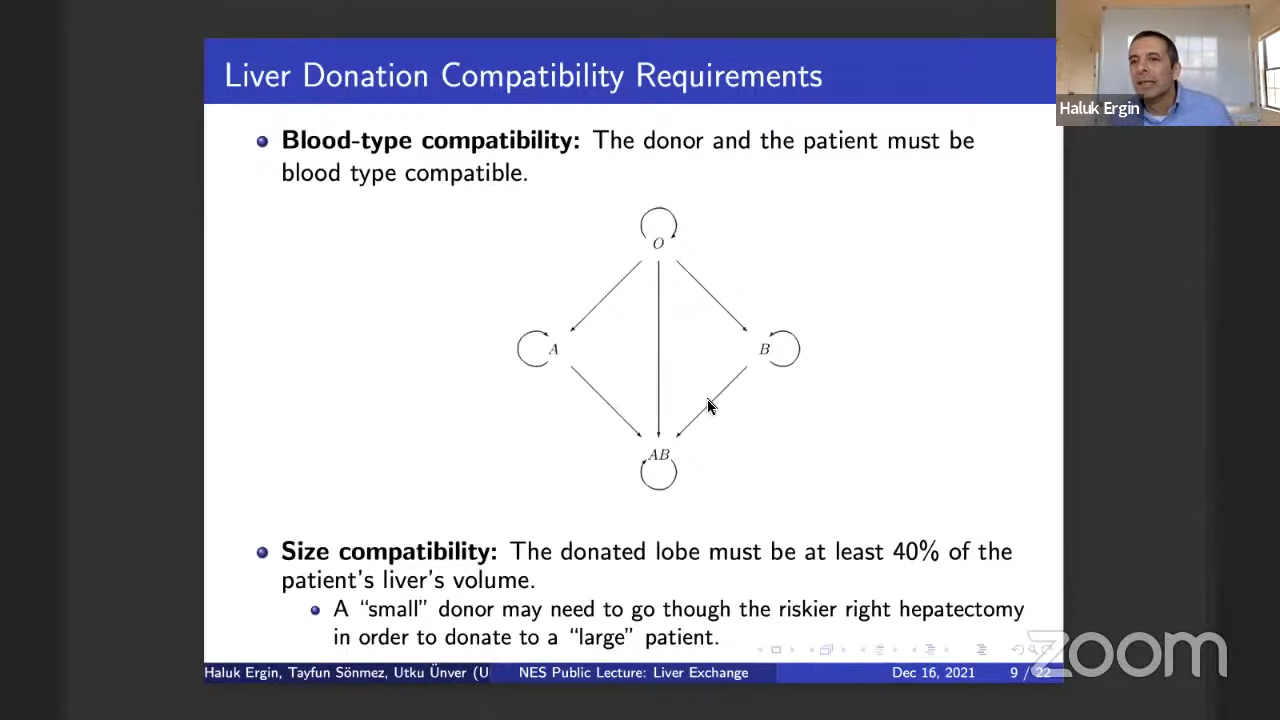 Liver Donation Compatibility Requirements
Haluk Ergin
Blood-type compatibility: The donor and the patient must be
blood type compatible.
O
A
B
AB
Size compatibility: The donated lobe must be at least 40% of the
patient's liver's volume.
A "small" donor may need to go though the riskier right hepatectomy
in order to donate to a "large" patient.
zoom
Haluk Ergin, Tayfun Sönmez, Utku Ünver (U
NES Public Lecture: Liver Exchange
Dec 16, 2021
9 / 22